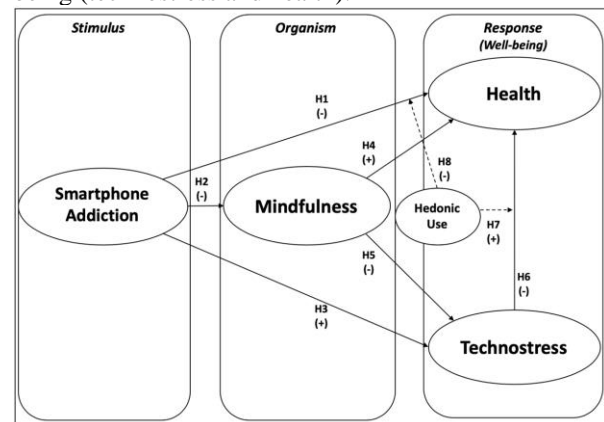 Stimulus
Organism
Response
(Well-being)
H1
(-)
Health
H4
(+)
H8
(-)
H2
(-)
Smartphone
Addiction
Mindfulness
Hedonic
Use
H7
(+)
H5
(-)
H3
(+)
H6
(-)
Technostress